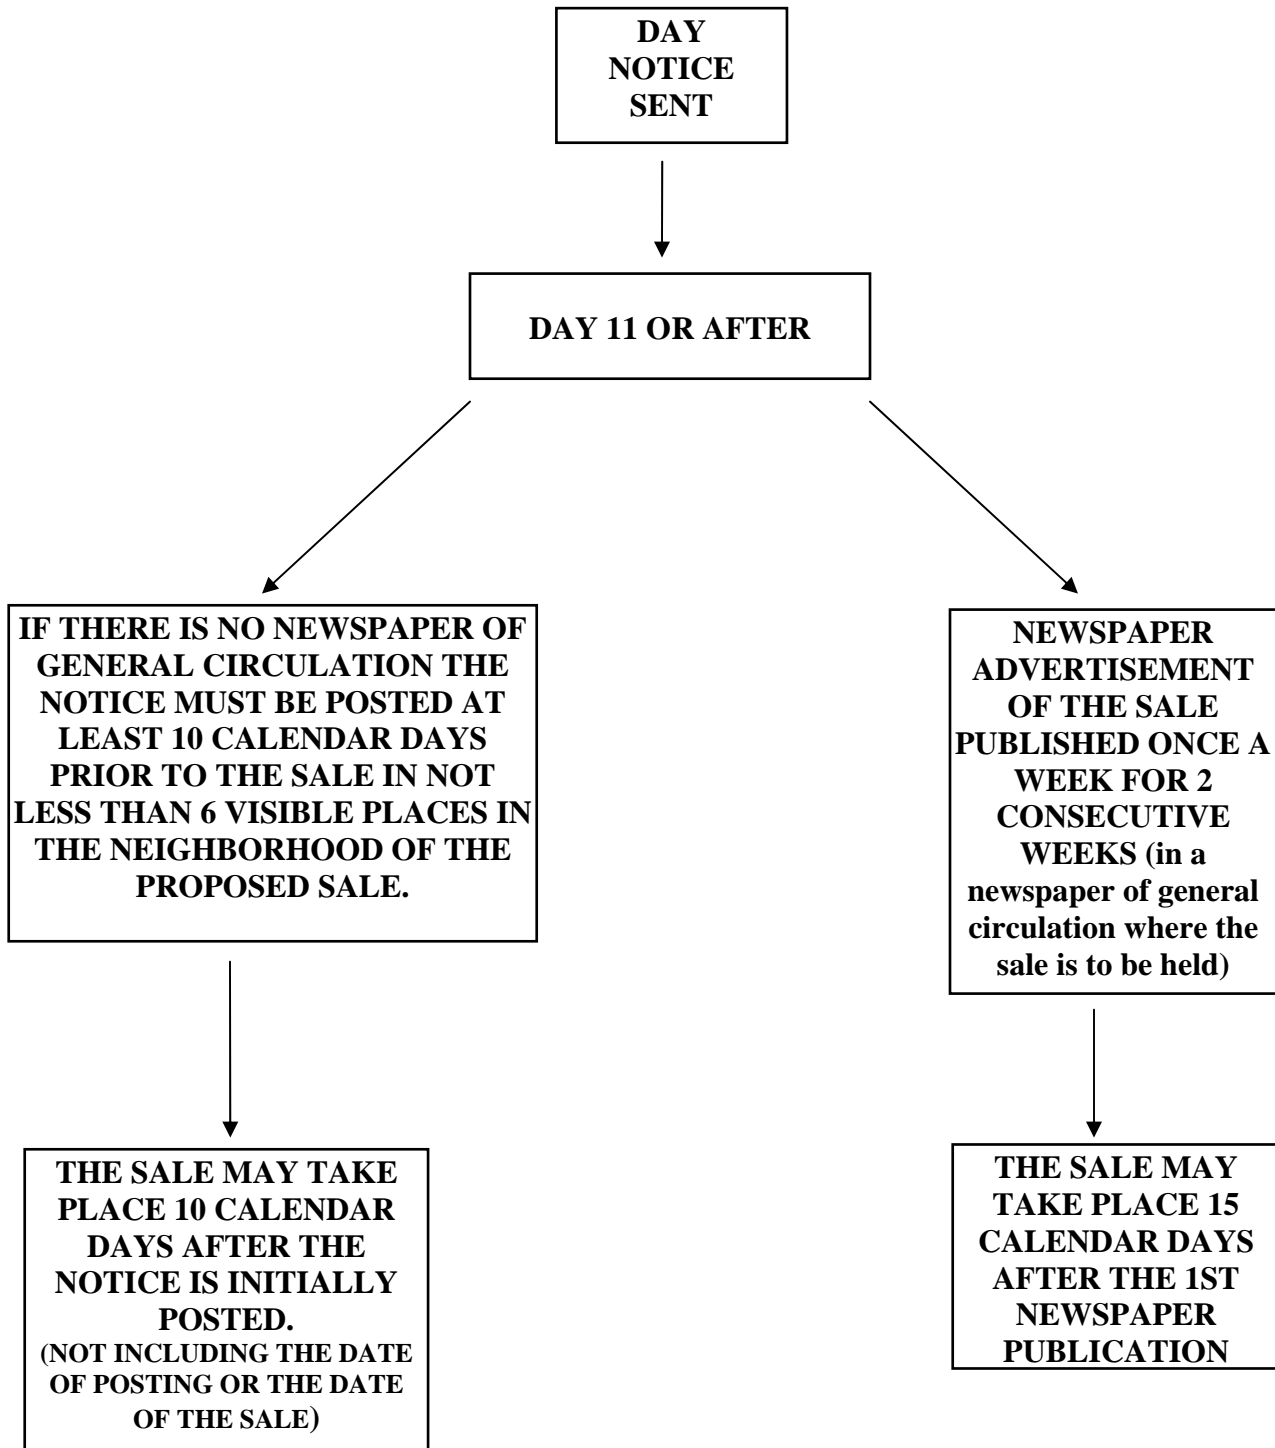 DAY
NOTICE
SENT
DAY 11 OR AFTER
IF THERE IS NO NEWSPAPER OF
GENERAL CIRCULATION THE
NOTICE MUST BE POSTED AT
LEAST 10 CALENDAR DAYS
PRIOR TO THE SALE IN NOT
LESS THAN 6 VISIBLE PLACES IN
THE NEIGHBORHOOD OF THE
PROPOSED SALE.
NEWSPAPER
ADVERTISEMENT
OF THE SALE
PUBLISHED ONCE A
WEEK FOR 2
CONSECUTIVE
WEEKS (in a
newspaper of general
circulation where the
sale is to be held)
THE SALE MAY TAKE
PLACE 10 CALENDAR
DAYS AFTER THE
NOTICE IS INITIALLY
POSTED.
(NOT INCLUDING THE DATE
OF POSTING OR THE DATE
OF THE SALE)
THE SALE MAY
TAKE PLACE 15
CALENDAR DAYS
AFTER THE 1ST
NEWSPAPER
PUBLICATION